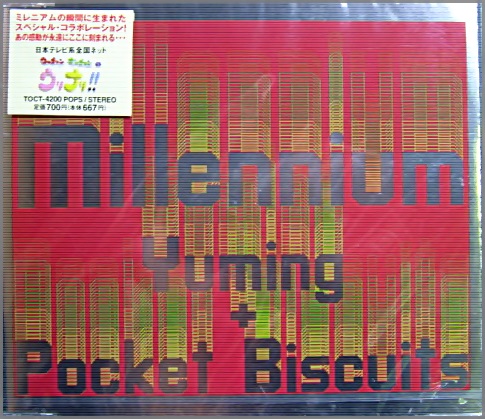 ミレニアムの瞬間に生まれた
スペシャル・コラボレーション!
あの感動が永遠にここに刻まれる・・・
日本テレビ系全国ネット
ウッチャンナンチャンの
ウリナリ!!
TOCT-4200 POPS/STEREO
定価700円(本体667円)
Millennium
Yuming
+
Pocket Biscuits